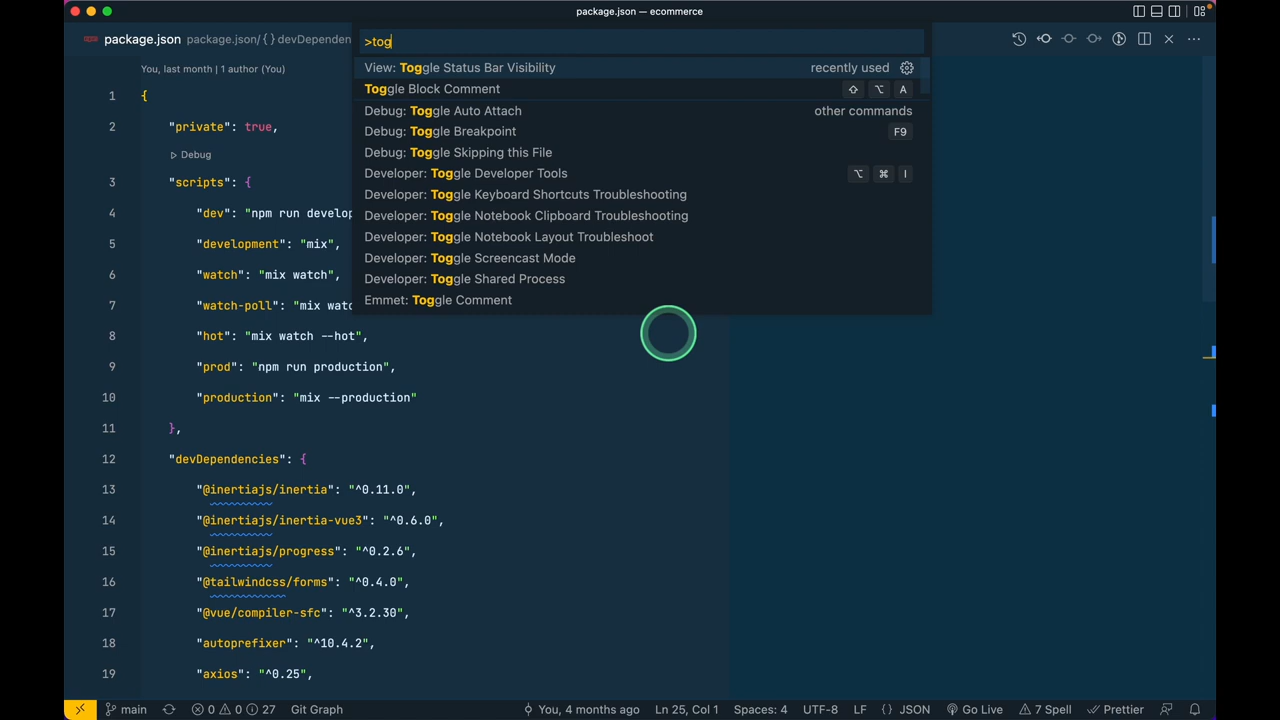 package.json — ecommerce
package.json package.json/{ } devDependen
>tog
View: Toggle Status Bar Visibility recently used
Toggle Block Comment ⇧ ⌥ A
Debug: Toggle Auto Attach other commands
Debug: Toggle Breakpoint F9
Debug: Toggle Skipping this File
Developer: Toggle Developer Tools ⌥ ⌘ I
Developer: Toggle Keyboard Shortcuts Troubleshooting
Developer: Toggle Notebook Clipboard Troubleshooting
Developer: Toggle Notebook Layout Troubleshoot
Developer: Toggle Screencast Mode
Developer: Toggle Shared Process
Emmet: Toggle Comment
You, last month | 1 author (You)
1 {
2 "private": true,
Debug
3 "scripts": {
4 "dev": "npm run develop
5 "development": "mix",
6 "watch": "mix watch",
7 "watch-poll": "mix watc
8 "hot": "mix watch --hot",
9 "prod": "npm run production",
10 "production": "mix --production"
11 },
12 "devDependencies": {
13 "@inertiajs/inertia": "^0.11.0",
14 "@inertiajs/inertia-vue3": "^0.6.0",
15 "@inertiajs/progress": "^0.2.6",
16 "@tailwindcss/forms": "^0.4.0",
17 "@vue/compiler-sfc": "^3.2.30",
18 "autoprefixer": "^10.4.2",
19 "axios": "^0.25",
main 0 0 27 Git Graph You, 4 months ago Ln 25, Col 1 Spaces: 4 UTF-8 LF { } JSON Go Live 7 Spell Prettier